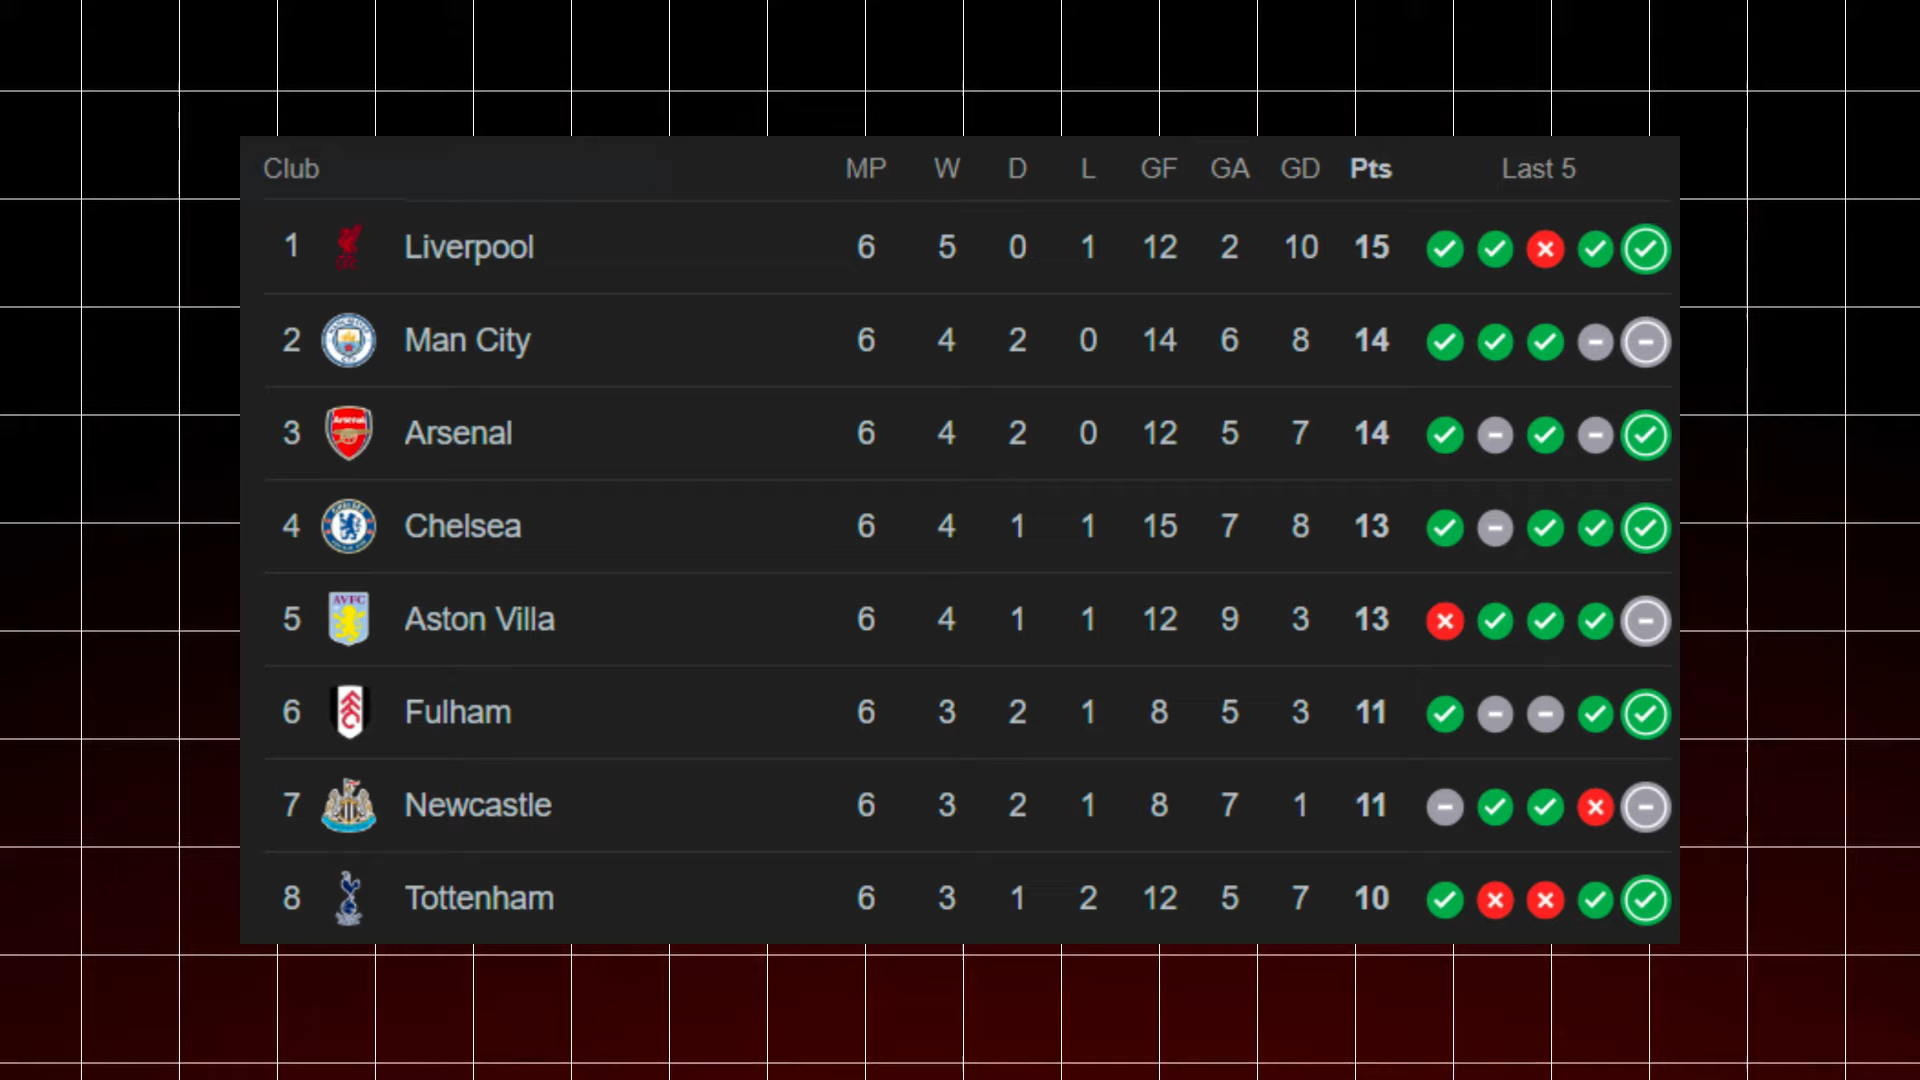 Club MP W D L GF GA GD Pts Last 5
1 Liverpool 6 5 0 1 12 2 10 15
2 Man City 6 4 2 0 14 6 8 14
3 Arsenal 6 4 2 0 12 5 7 14
4 Chelsea 6 4 1 1 15 7 8 13
5 AVFC Aston Villa 6 4 1 1 12 9 3 13
6 Fulham 6 3 2 1 8 5 3 11
7 Newcastle 6 3 2 1 8 7 1 11
8 Tottenham 6 3 1 2 12 5 7 10